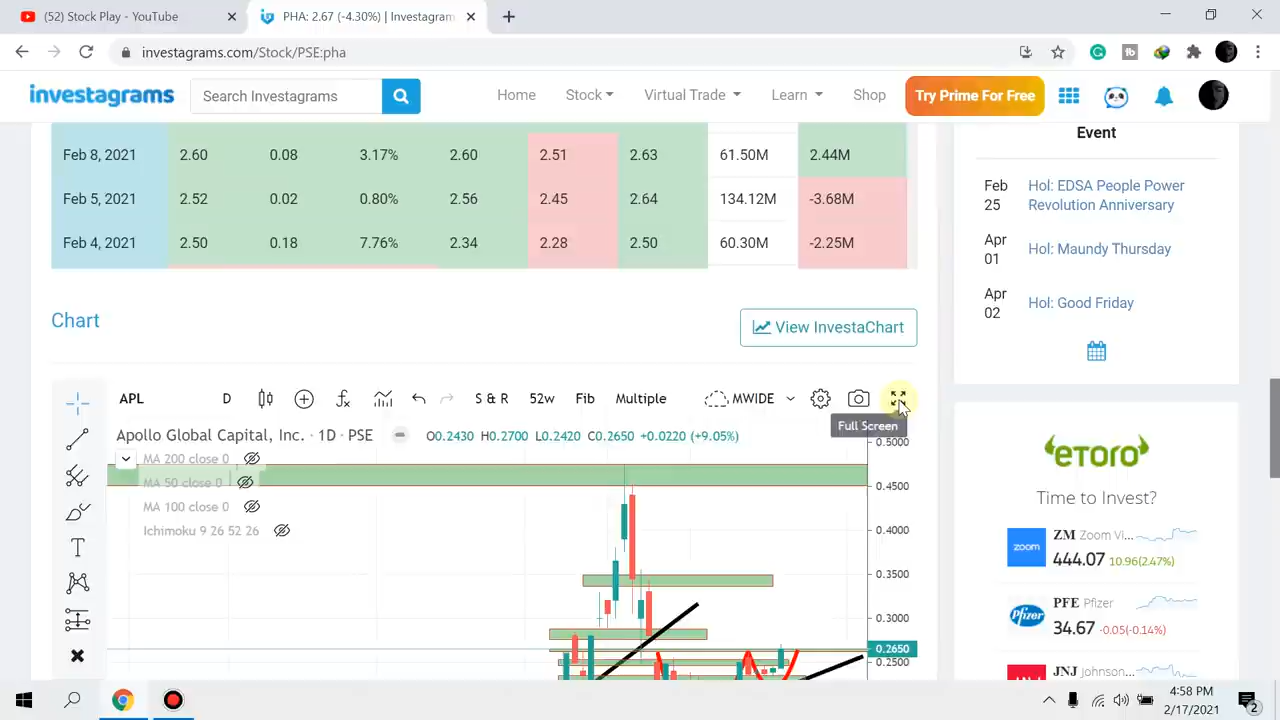 (52) Stock Play - YouTube
PHA: 2.67 (-4.30%) | Investagram
investagrams.com/Stock/PSE:pha
investagrams
Search Investagrams
Home
Stock
Virtual Trade
Learn
Shop
Try Prime For Free
Feb 8, 2021 2.60 0.08 3.17% 2.60 2.51 2.63 61.50M 2.44M
Feb 5, 2021 2.52 0.02 0.80% 2.56 2.45 2.64 134.12M -3.68M
Feb 4, 2021 2.50 0.18 7.76% 2.34 2.28 2.50 60.30M -2.25M
Event
Feb 25 Hol: EDSA People Power
Revolution Anniversary
Apr 01 Hol: Maundy Thursday
Apr 02 Hol: Good Friday
Chart
View InvestaChart
APL D S & R 52w Fib Multiple MWIDE
Full Screen
Apollo Global Capital, Inc. · 1D · PSE O0.2430 H0.2700 L0.2420 C0.2650 +0.0220 (+9.05%)
MA 200 close 0
MA 50 close 0
MA 100 close 0
Ichimoku 9 26 52 26
0.5000
0.4500
0.4000
0.3500
0.3000
0.2650
0.2500
eTORO
Time to Invest?
zoom
ZM Zoom Vi...
444.07 10.96(2.47%)
Pfizer
PFE Pfizer
34.67 -0.05(-0.14%)
JNJ johnson...
4:58 PM
2/17/2021
2